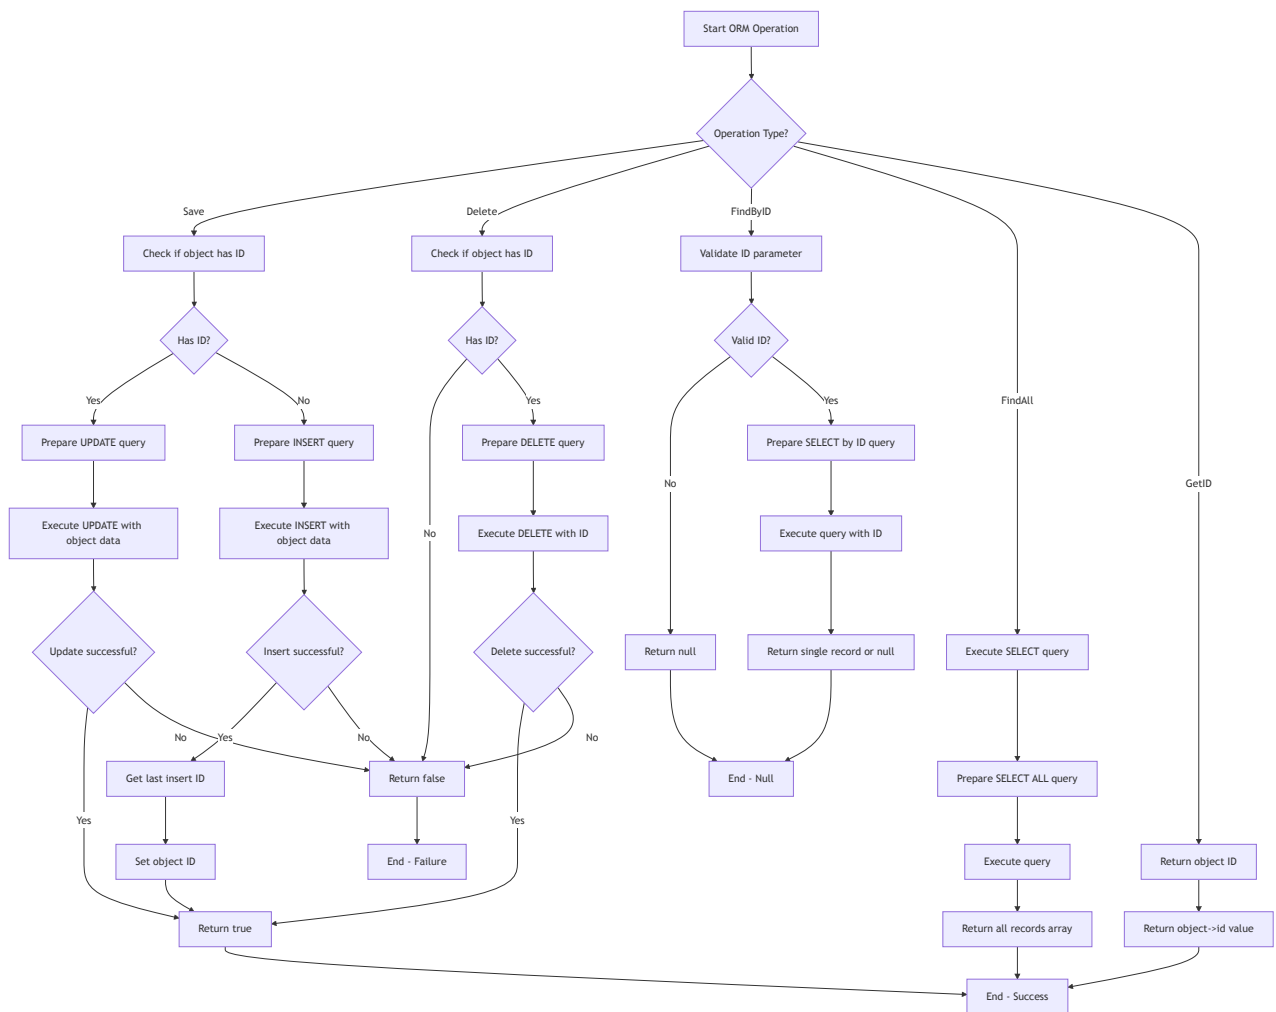 Start ORM Operation
Operation Type?
Save
Delete
FindByID
Check if object has ID
Check if object has ID
Validate ID parameter
Has ID?
Has ID?
Valid ID?
Yes
No
Yes
Yes
FindAll
Prepare UPDATE query
Prepare INSERT query
Prepare DELETE query
Prepare SELECT by ID query
No
GetID
Execute UPDATE with
object data
Execute INSERT with
object data
No
Execute DELETE with ID
Execute query with ID
Update successful?
Insert successful?
Delete successful?
Return null
Return single record or null
Execute SELECT query
No
Yes
No
No
Get last insert ID
Return false
End - Null
Prepare SELECT ALL query
Yes
Yes
Set object ID
End - Failure
Execute query
Return object ID
Return true
Return all records array
Return object->id value
End - Success